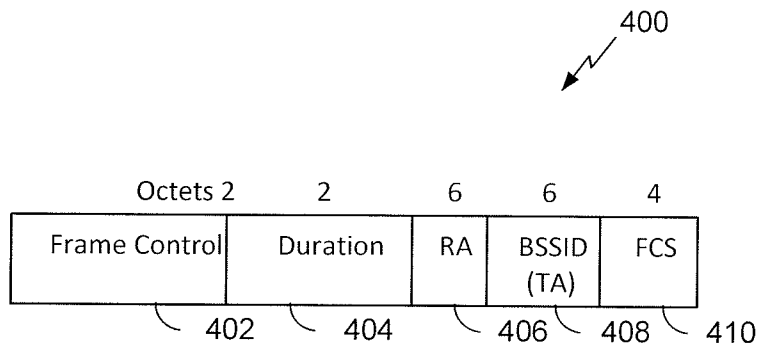 400
Octets 2 2 6 6 4
Frame Control Duration RA BSSID FCS
(TA)
402 404 406 408 410